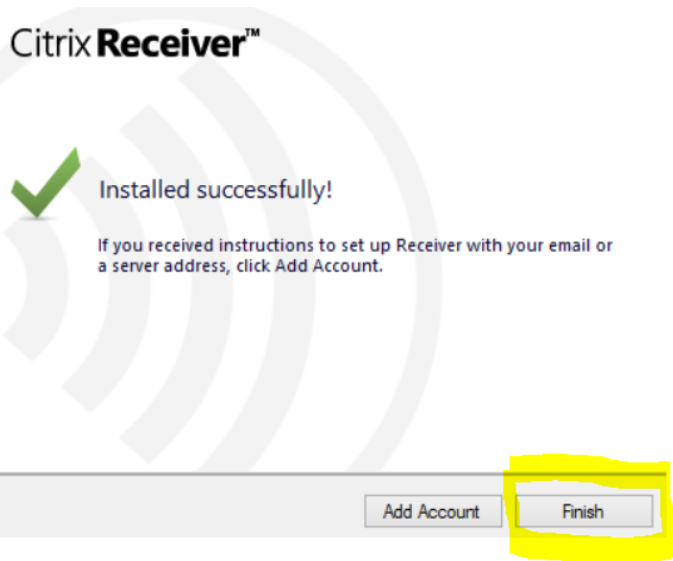 Citrix Receiver™
Installed successfully!
If you received instructions to set up Receiver with your email or
a server address, click Add Account.
Add Account
Finish